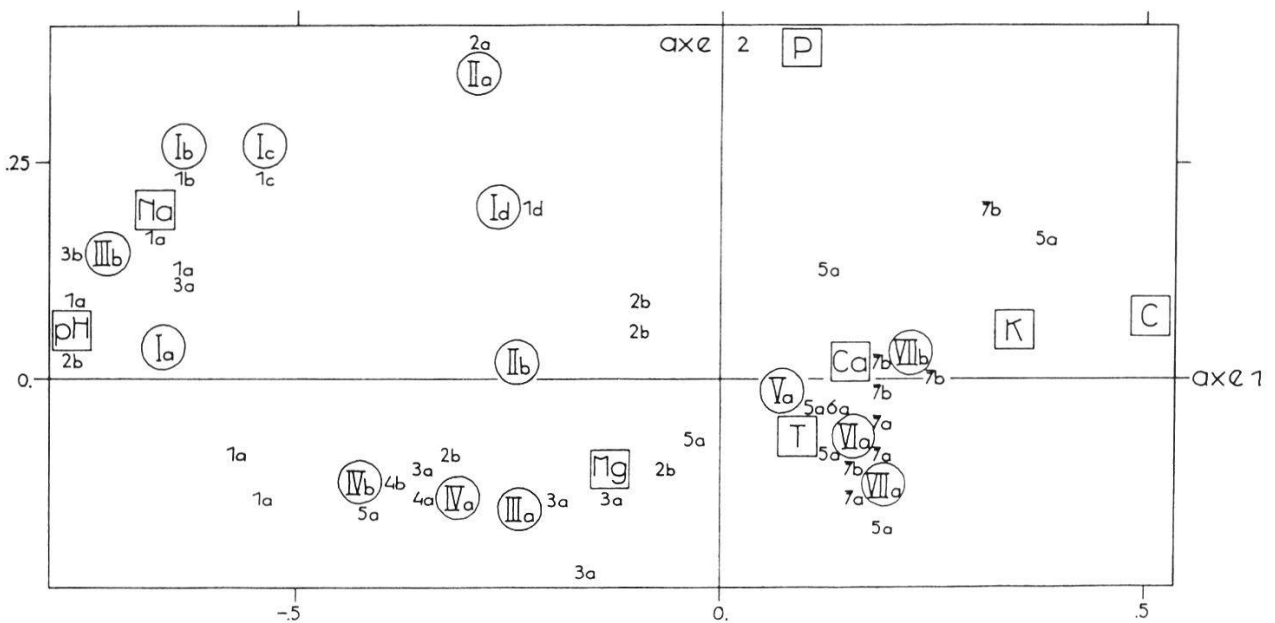 axe 2 P
2a
IIa
Ib Ic
.25
1b 1c
Na Id 1d 7b
1a 5a
3b IIIb
1a 5a
3a
1a 2b
pH K C
2b
Ia VIIb
2b IIb Ca 7b
0. 7b axe 1
Va 7b
5a 6a
7a
T VIa
5a
1a 2b 5a 7a
3a Mg 2b 7b
IVb 4b VIIa
1a 4a IVa 3a 3a 7a
IIIa
5a 5a
3a
-.5 0. .5